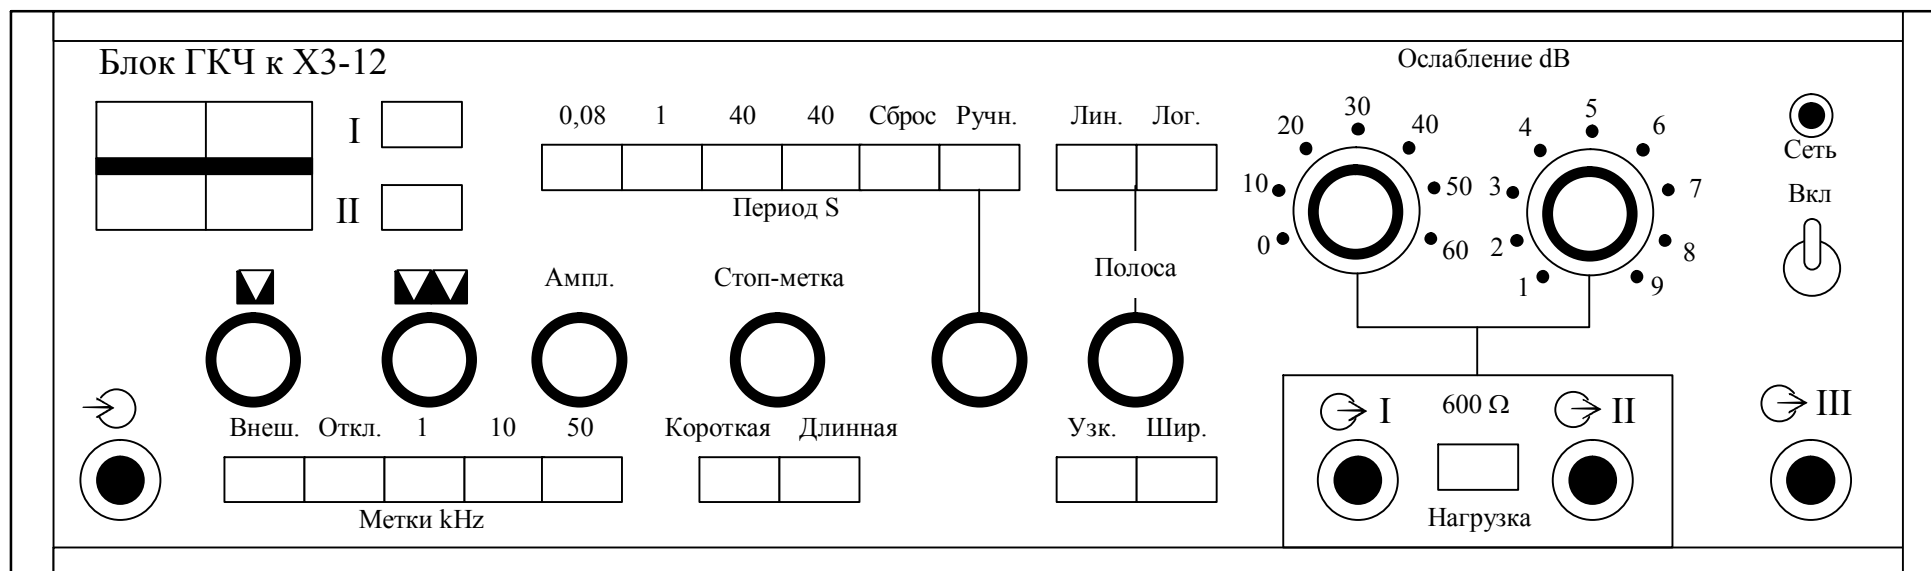 Блок ГКЧ к Х3-12
Ослабление dB
I
II
0,08 1 40 40 Сброс Ручн.
Период S
Лин. Лог.
0 10 20 30 40 50 60
1 2 3 4 5 6 7 8 9
Сеть
Вкл
Ампл.
Стоп-метка
Полоса
Внеш. Откл. 1 10 50
Метки kHz
Короткая Длинная
Узк. Шир.
I 600 Ω II
Нагрузка
III